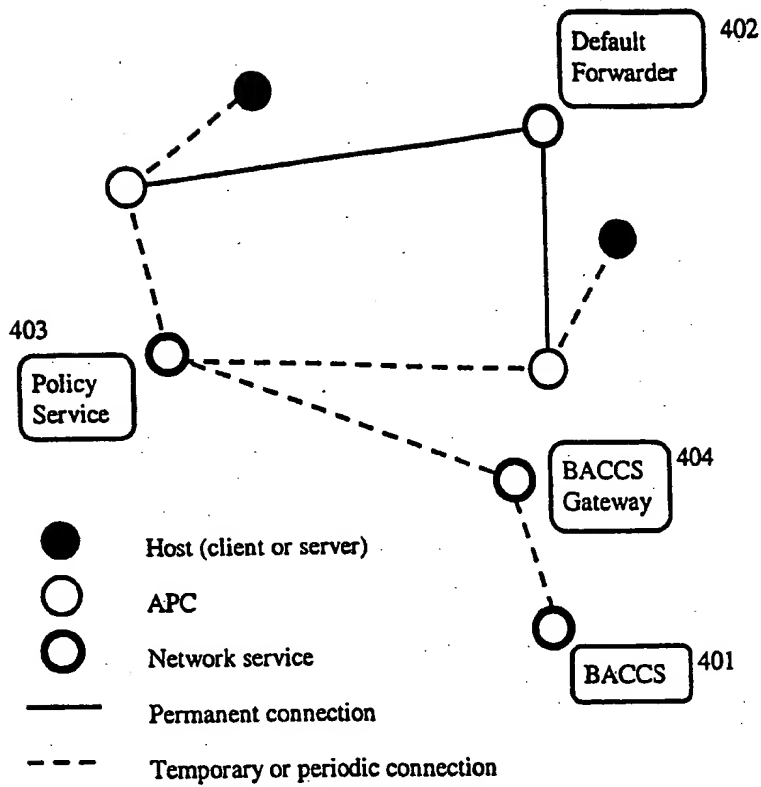 402
Default
Forwarder
403
Policy
Service
BACCS
Gateway
404
BACCS
401
Host (client or server)
APC
Network service
Permanent connection
Temporary or periodic connection